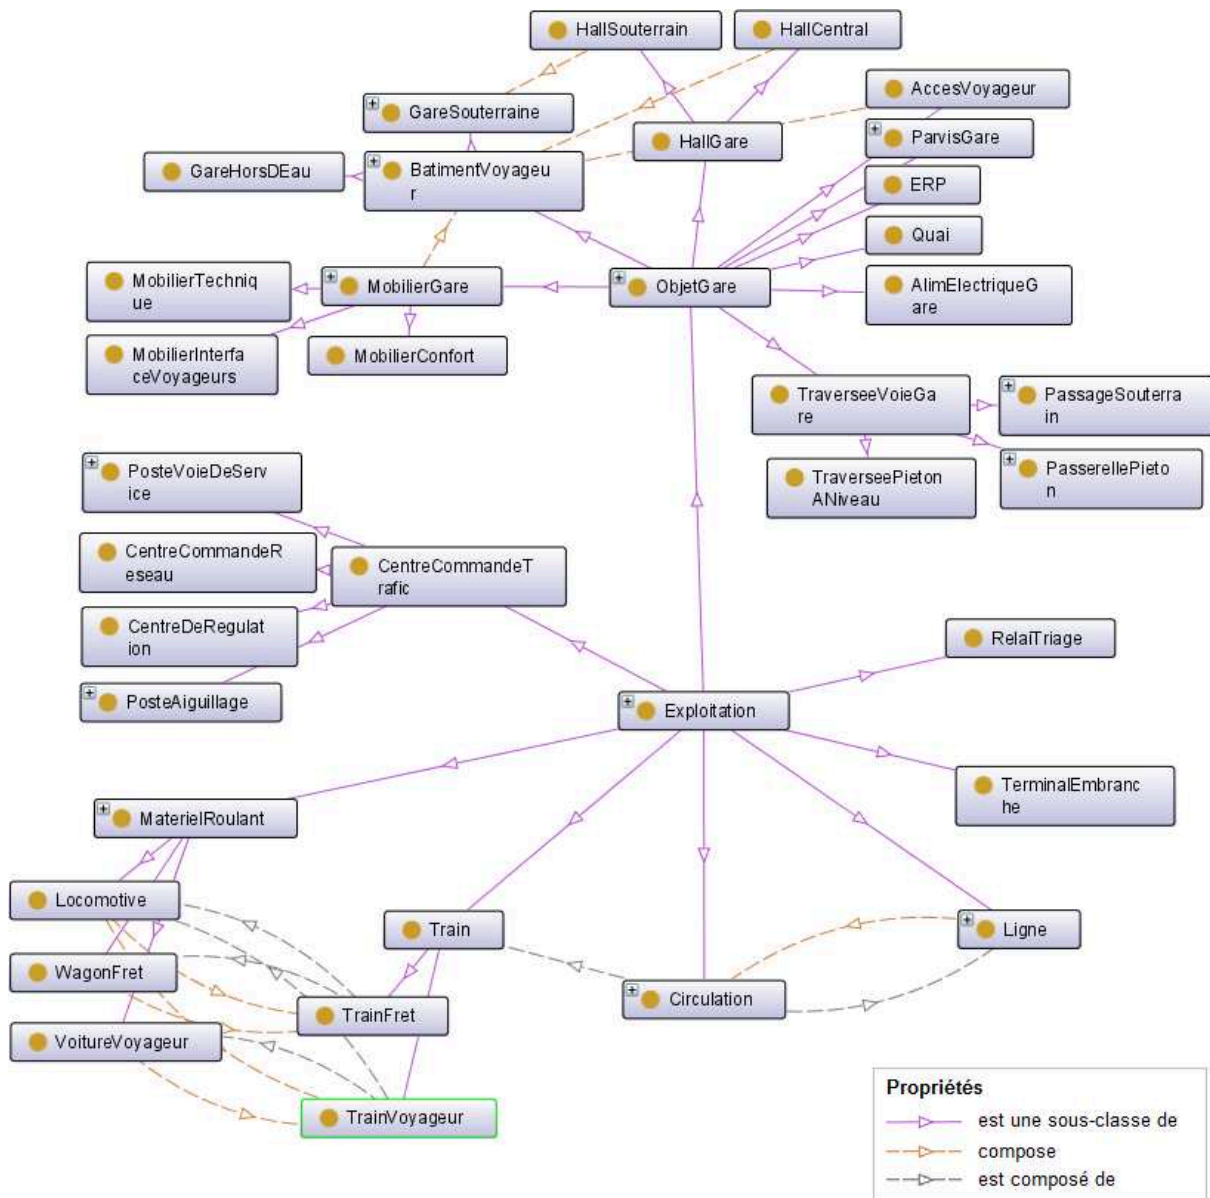 HallSouterrain
HallCentral
AccesVoyageur
GareSouterraine
HallGare
ParvisGare
GareHorsDEau
BatimentVoyageu
r
ERP
Quai
MobilierTechniq
ue
MobilierGare
ObjetGare
AlimElectriqueG
are
MobilierInterfa
ceVoyageurs
MobilierConfort
TraverseeVoieGa
re
PassageSouterra
in
PosteVoieDeServ
ice
TraverseePieton
ANiveau
PasserellePieto
n
CentreCommandeR
eseau
CentreCommandeT
rafic
CentreDeRegulat
ion
RelaiTriage
PosteAiguillage
Exploitation
TerminalEmbranc
he
MaterielRoulant
Locomotive
Train
Ligne
WagonFret
Circulation
TrainFret
VoitureVoyageur
TrainVoyageur
Propriétés
est une sous-classe de
compose
est composé de